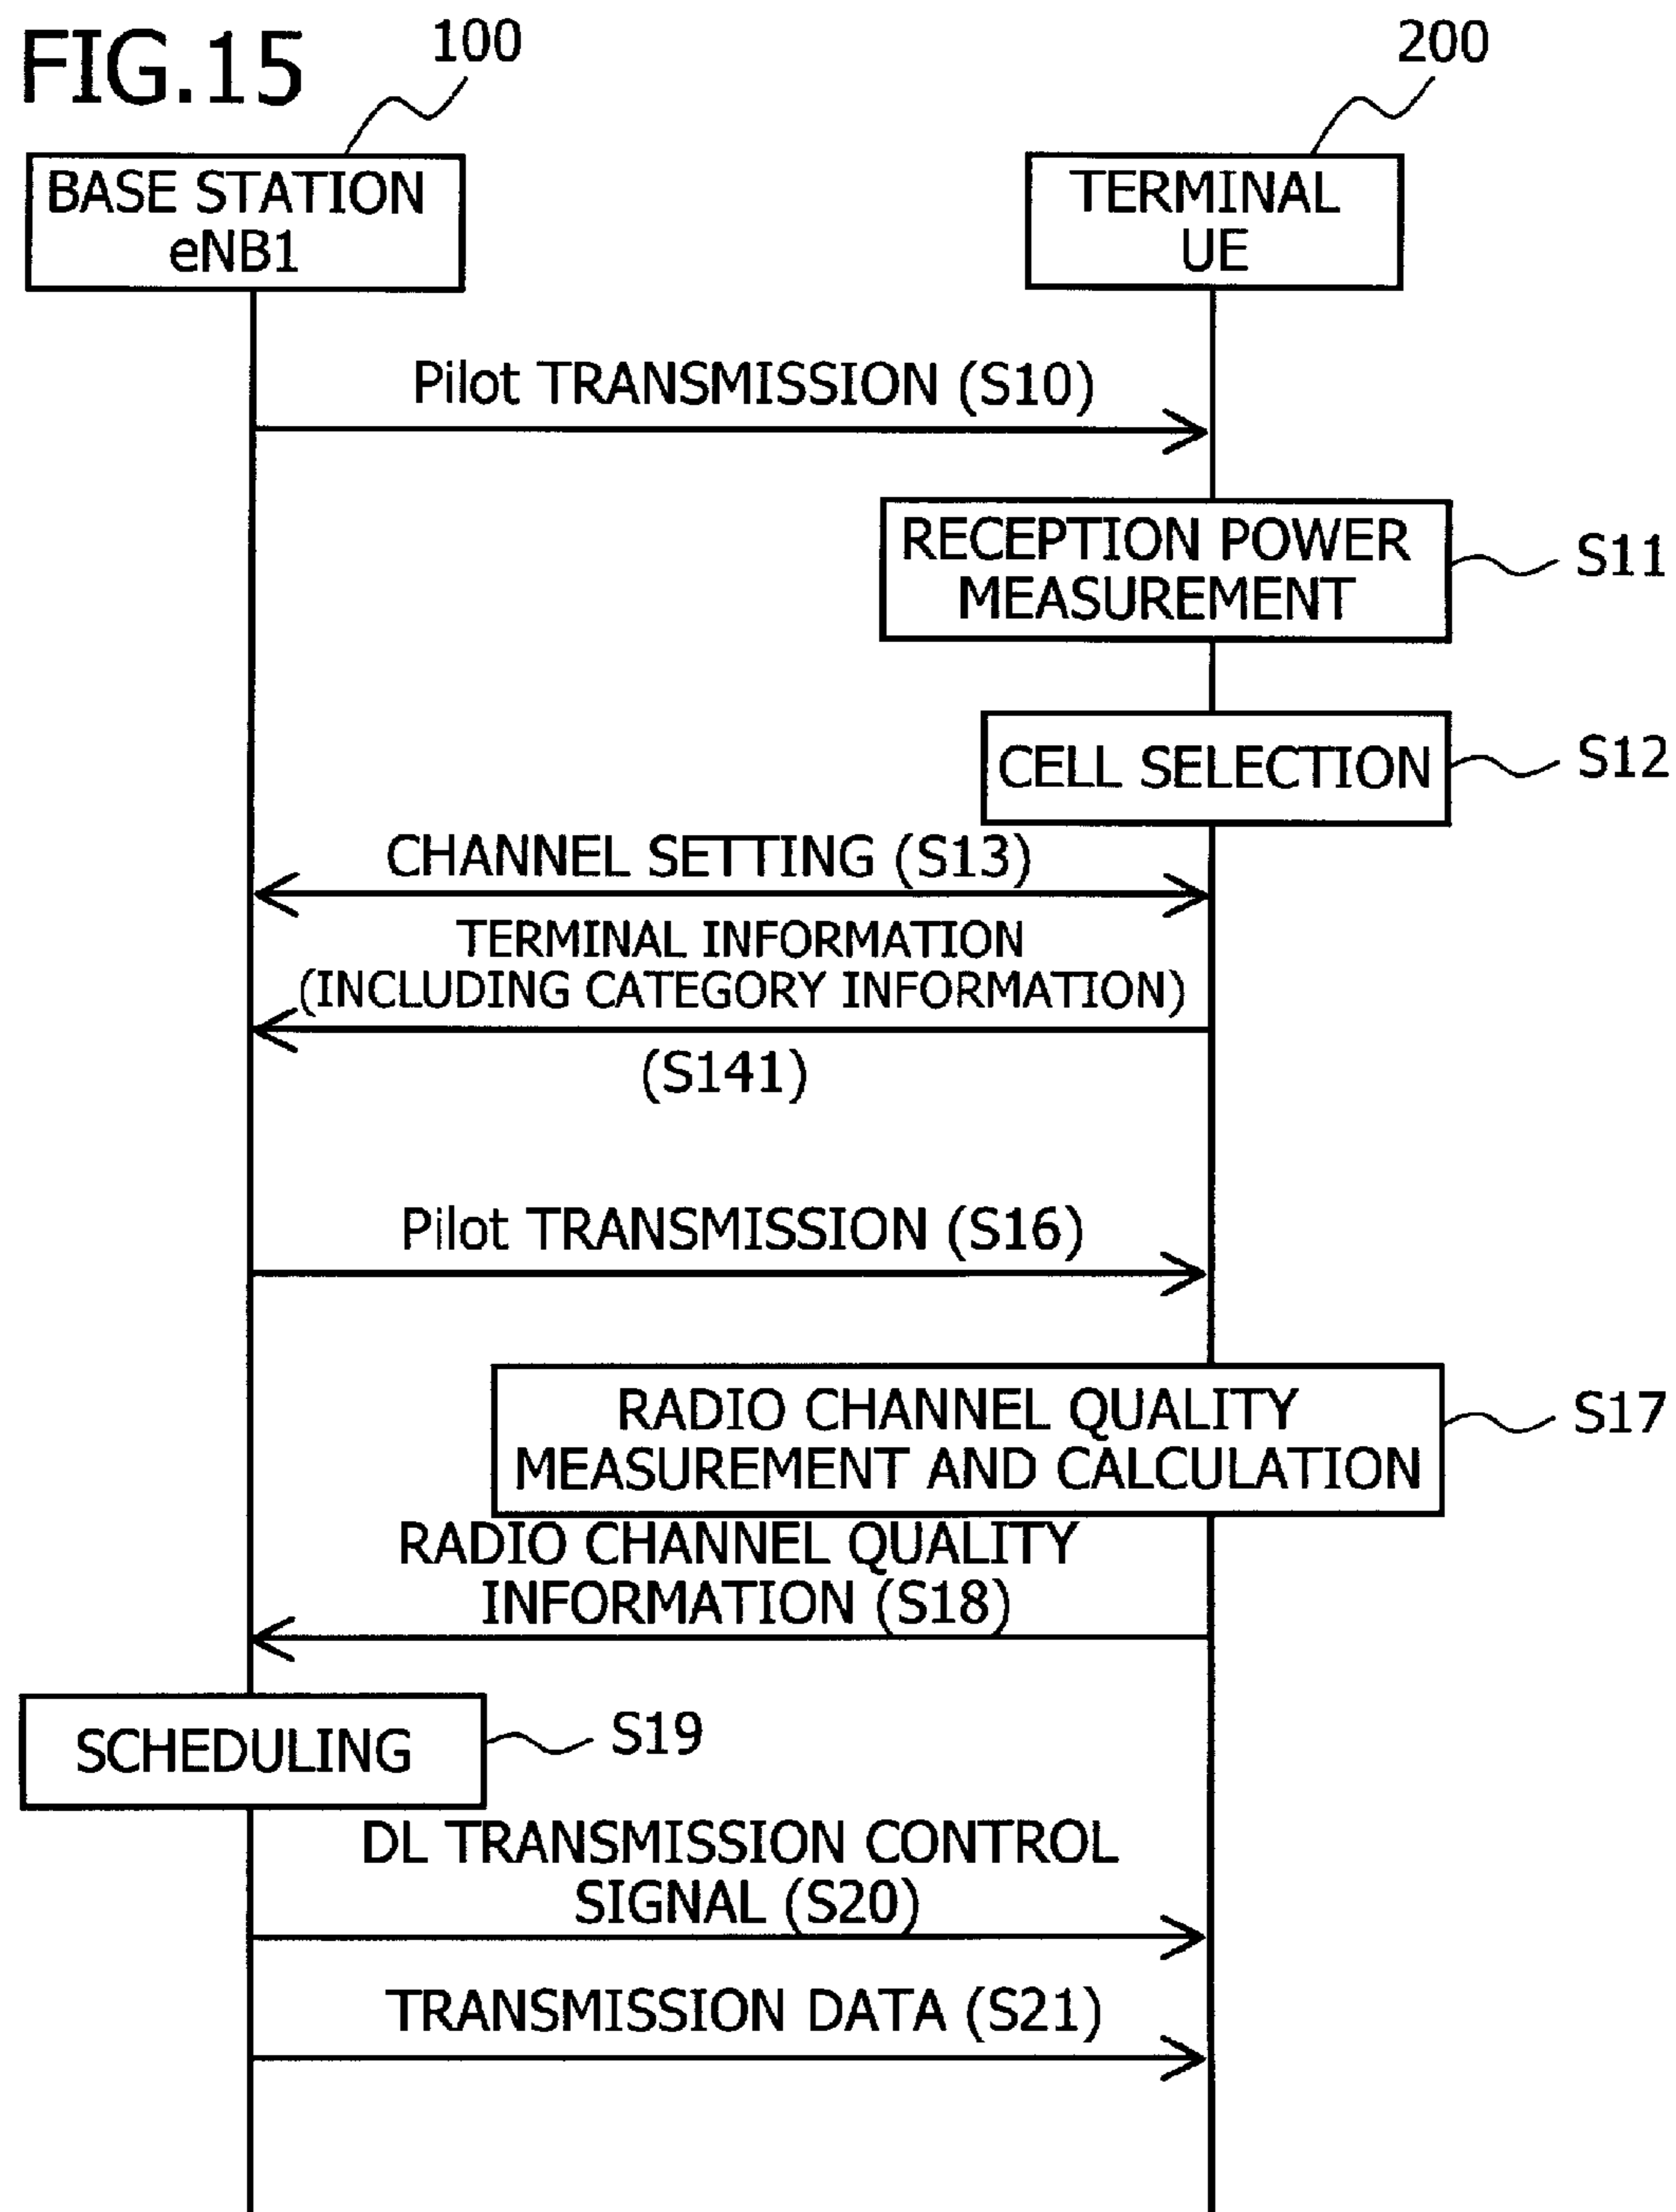 FIG.15
100
200
BASE STATION
eNB1
TERMINAL
UE
Pilot TRANSMISSION (S10)
RECEPTION POWER
MEASUREMENT
S11
CELL SELECTION
S12
CHANNEL SETTING (S13)
TERMINAL INFORMATION
(INCLUDING CATEGORY INFORMATION)
(S141)
Pilot TRANSMISSION (S16)
RADIO CHANNEL QUALITY
MEASUREMENT AND CALCULATION
S17
RADIO CHANNEL QUALITY
INFORMATION (S18)
SCHEDULING
S19
DL TRANSMISSION CONTROL
SIGNAL (S20)
TRANSMISSION DATA (S21)